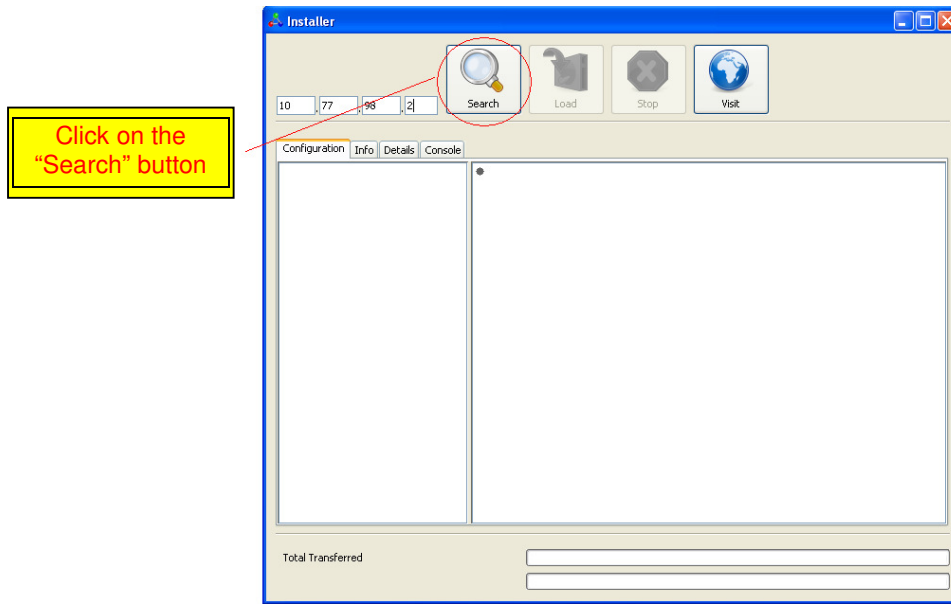 Installer
10 . 77 . 98 . 2
Search
Load
Stop
Visit
Click on the
“Search” button
Configuration Info Details Console
Total Transferred